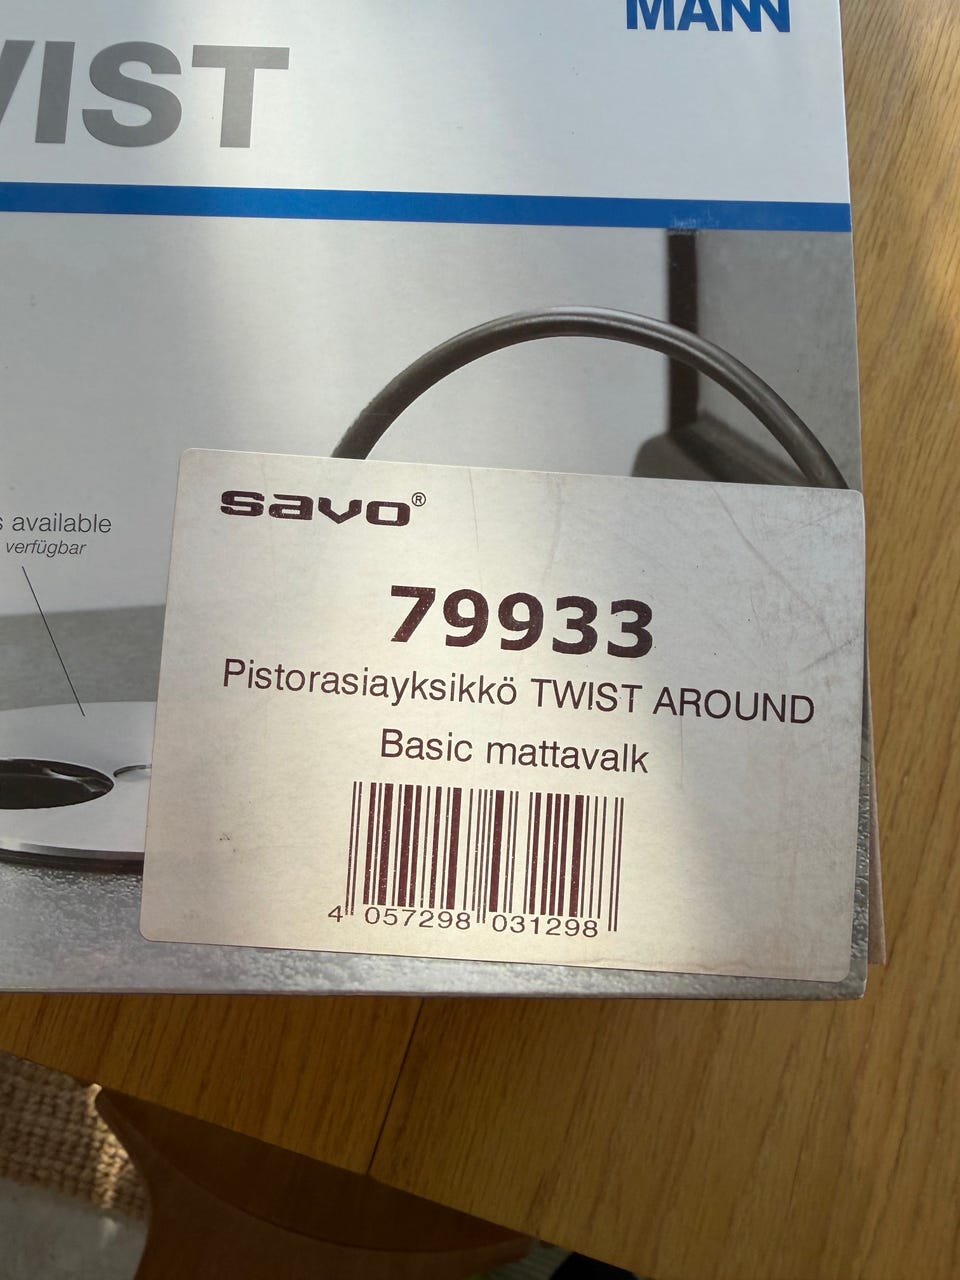 MANN
VIST
s available
verfügbar
savo®
79933
Pistorasiayksikkö TWIST AROUND
Basic mattavalk
4 057298 031298